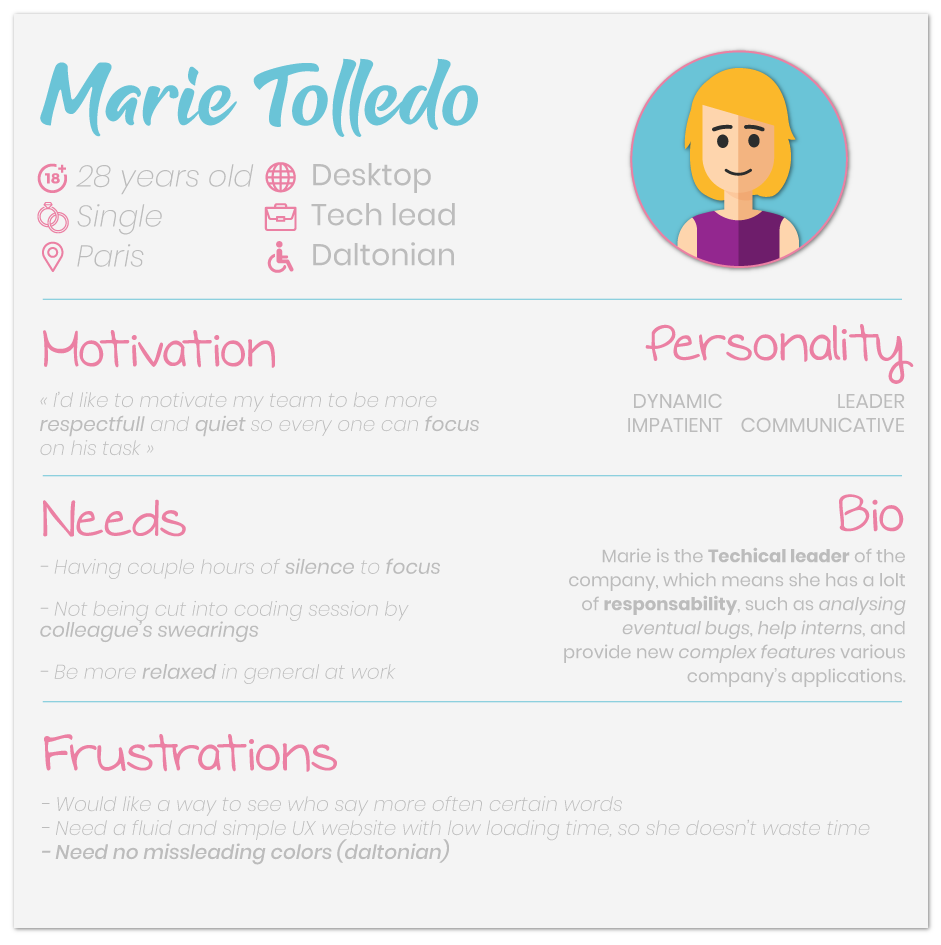 Marie Tolledo
18+ 28 years old
Desktop
Single
Tech lead
Paris
Daltonian
Motivation
« I'd like to motivate my team to be more
respectfull and quiet so every one can focus
on his task »
Personality
DYNAMIC LEADER
IMPATIENT COMMUNICATIVE
Needs
- Having couple hours of silence to focus
- Not being cut into coding session by
colleague's swearings
- Be more relaxed in general at work
Bio
Marie is the Techical leader of the
company, which means she has a lolt
of responsability, such as analysing
eventual bugs, help interns, and
provide new complex features various
company's applications.
Frustrations
- Would like a way to see who say more often certain words
- Need a fluid and simple UX website with low loading time, so she doesn't waste time
- Need no missleading colors (daltonian)